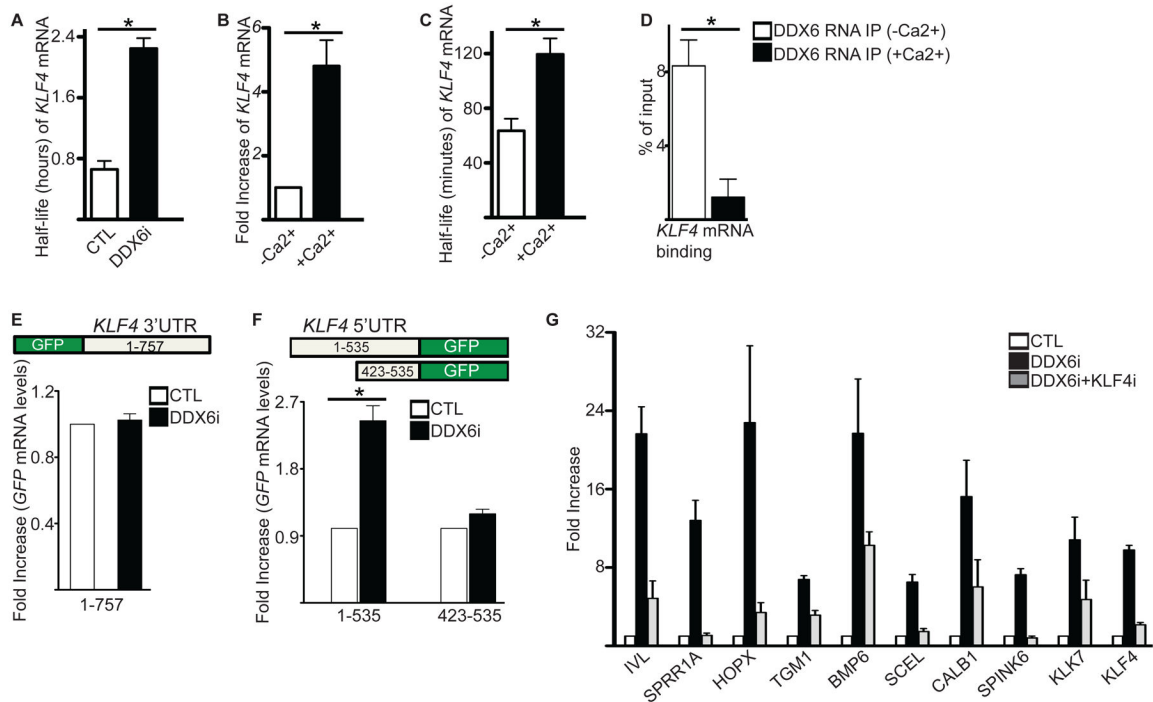 A
Half-life (hours) of KLF4 mRNA
2.4
1.6
0.8
*
CTL
DDX6i
B
Fold Increase of KLF4 mRNA
6
4
2
*
-Ca2+
+Ca2+
C
Half-life (minutes) of KLF4 mRNA
120
80
40
*
-Ca2+
+Ca2+
D
% of input
8
4
*
DDX6 RNA IP (-Ca2+)
DDX6 RNA IP (+Ca2+)
KLF4 mRNA
binding
E
KLF4 3'UTR
GFP
1-757
Fold Increase (GFP mRNA levels)
1.2
0.8
0.4
CTL
DDX6i
1-757
F
KLF4 5'UTR
1-535
GFP
423-535
GFP
Fold Increase (GFP mRNA levels)
2.7
1.8
0.9
*
CTL
DDX6i
1-535
423-535
G
Fold Increase
32
24
16
8
CTL
DDX6i
DDX6i+KLF4i
IVL
SPRR1A
HOPX
TGM1
BMP6
SCEL
CALB1
SPINK6
KLK7
KLF4